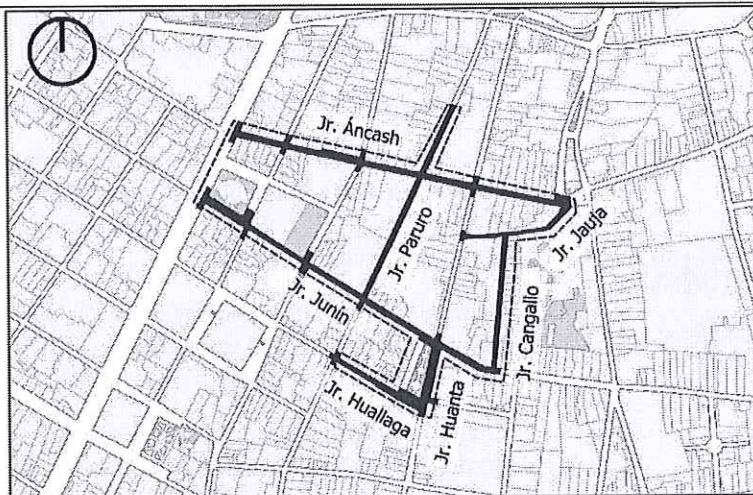 Jr. Áncash
Jr. Paruro
Jr. Jauja
Jr. Junín
Jr. Cangallo
Jr. Huallaga
Jr. Huanta